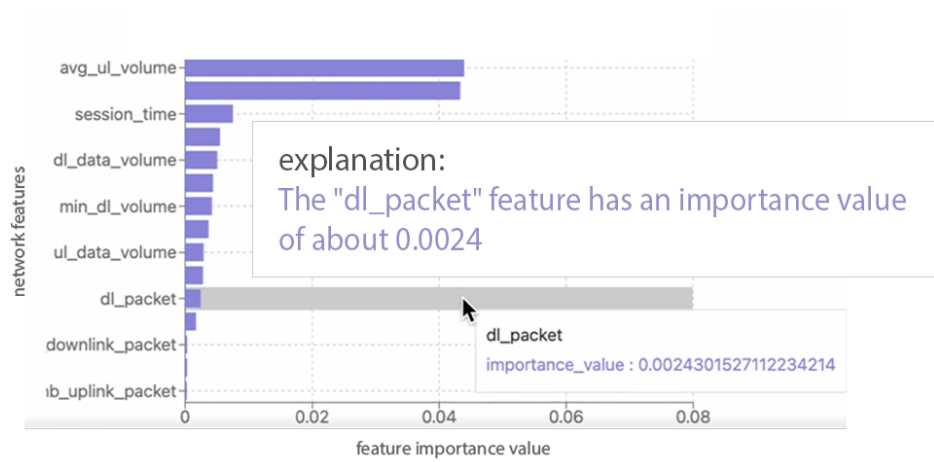 avg_ul_volume
session_time
dl_data_volume
min_dl_volume
ul_data_volume
dl_packet
downlink_packet
nb_uplink_packet
network features
explanation:
The "dl_packet" feature has an importance value
of about 0.0024
dl_packet
importance_value : 0.0024301527112234214
0
0.02
0.04
0.06
0.08
feature importance value